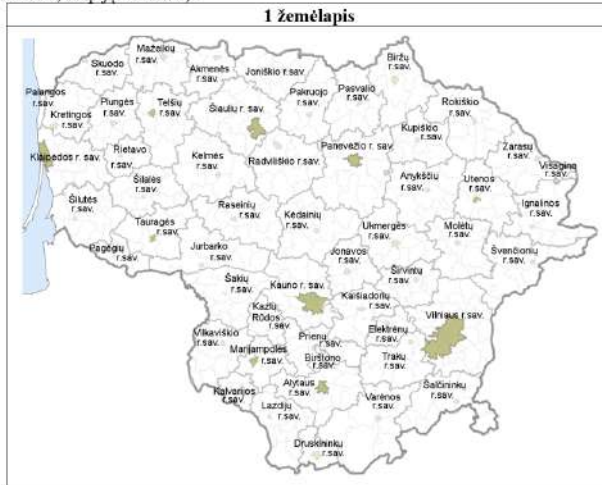 1 žemėlapis
Mažeikių
r.sav.
Skuodo
r.sav.
Akmenės
r.sav.
Joniškio r.sav.
Biržų
r.sav.
Palangos
r.sav.
Kretingos
r.sav.
Plungės
r.sav.
Telšių
r.sav.
Šiaulių r. sav.
Pakruojo
r.sav.
Pasvalio
r.sav.
Rokiškio
r.sav.
Kupiškio
r.sav.
Klaipėdos r. sav.
Rietavo
r.sav.
Kelmės
r.sav.
Radviliškio r.sav.
Panevėžio r. sav.
Zarasų
r.sav.
Visagino
r.sav.
Šilalės
r.sav.
Anykščių
r.sav.
Utenos
r.sav.
Ignalinos
r.sav.
Šilutės
r.sav.
Tauragės
r.sav.
Raseinių
r.sav.
Kėdainių
r.sav.
Ukmergės
r.sav.
Molėtų
r.sav.
Švenčionių
r.sav.
Pagėgių
r.sav.
Jurbarko
r.sav.
Jonavos
r.sav.
Širvintų
r.sav.
Šakių
r.sav.
Kauno r. sav.
Kaišiadorių
r.sav.
Kazlų
Rūdos
r.sav.
Vilniaus r.sav.
Vilkaviškio
r.sav.
Prienų
r.sav.
Elektrėnų
r.sav.
Marijampolės
r.sav.
Birštono
r.sav.
Trakų
r.sav.
Kalvarijos
r.sav.
Alytaus
r.sav.
Šalčininkų
r.sav.
Lazdijų
r.sav.
Varėnos
r.sav.
Druskininkų
r.sav.